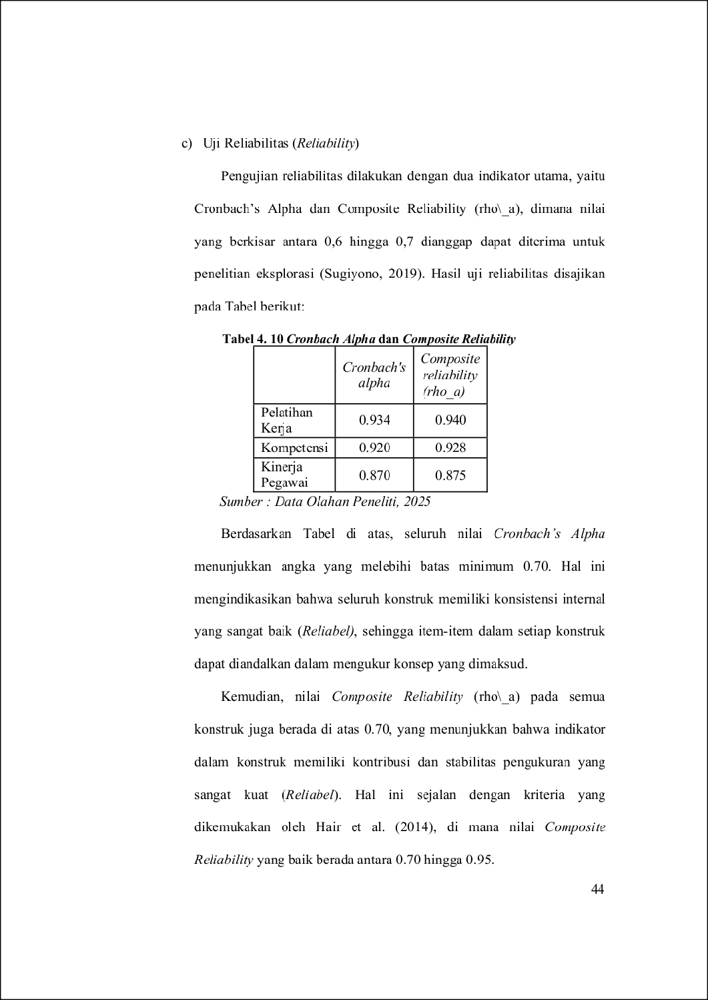 c) Uji Reliabilitas (Reliability)
Pengujian reliabilitas dilakukan dengan dua indikator utama, yaitu
Cronbach’s Alpha dan Composite Reliability (rho\_a), dimana nilai
yang berkisar antara 0,6 hingga 0,7 dianggap dapat diterima untuk
penelitian eksplorasi (Sugiyono, 2019). Hasil uji reliabilitas disajikan
pada Tabel berikut:
Tabel 4. 10 Cronbach Alpha dan Composite Reliability
Cronbach's alpha
Composite reliability (rho_a)
Pelatihan Kerja 0.934 0.940
Kompetensi 0.920 0.928
Kinerja Pegawai 0.870 0.875
Sumber : Data Olahan Peneliti, 2025
Berdasarkan Tabel di atas, seluruh nilai Cronbach’s Alpha
menunjukkan angka yang melebihi batas minimum 0.70. Hal ini
mengindikasikan bahwa seluruh konstruk memiliki konsistensi internal
yang sangat baik (Reliabel), sehingga item-item dalam setiap konstruk
dapat diandalkan dalam mengukur konsep yang dimaksud.
Kemudian, nilai Composite Reliability (rho\_a) pada semua
konstruk juga berada di atas 0.70, yang menunjukkan bahwa indikator
dalam konstruk memiliki kontribusi dan stabilitas pengukuran yang
sangat kuat (Reliabel). Hal ini sejalan dengan kriteria yang
dikemukakan oleh Hair et al. (2014), di mana nilai Composite
Reliability yang baik berada antara 0.70 hingga 0.95.
44